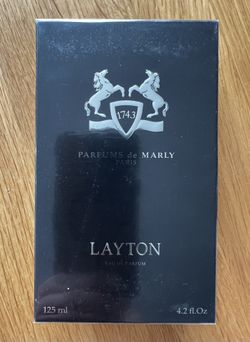 1743
PARFUMS de MARLY
PARIS
LAYTON
EAU DE PARFUM
125 ml 4.2 fl.Oz